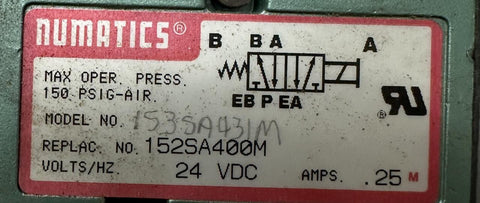 NUMATICS®
B B A A
EB P EA
MAX OPER. PRESS.
150 PSIG-AIR.
MODEL NO. 153SA431M
REPLAC. NO. 152SA400M
VOLTS/HZ. 24 VDC AMPS. .25 M